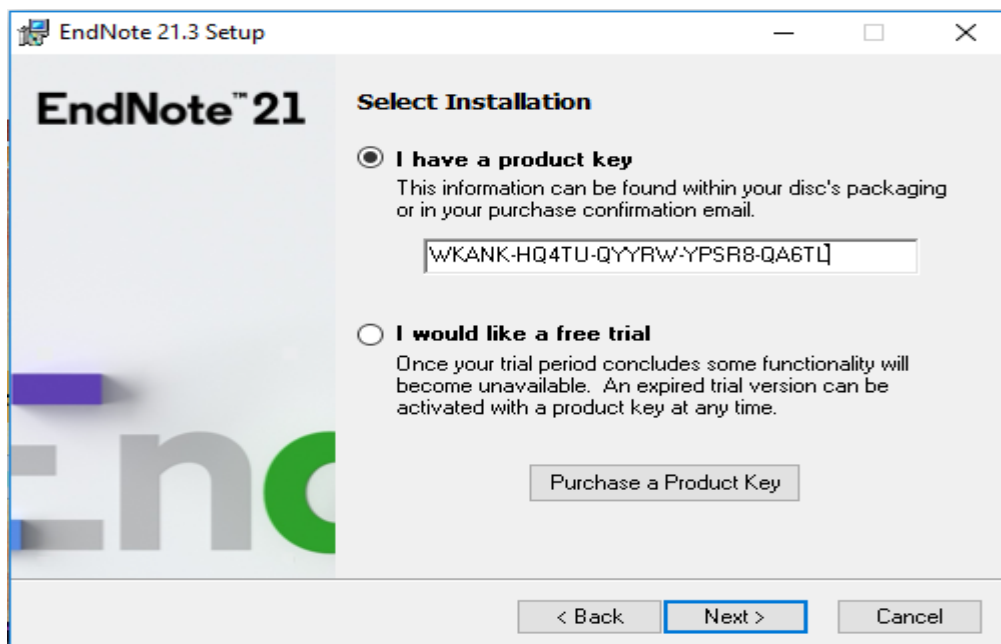 EndNote 21.3 Setup
EndNote™21
Select Installation
I have a product key
This information can be found within your disc's packaging
or in your purchase confirmation email.
WKANK-HQ4TU-QYYRW-YPSR8-QA6TL
I would like a free trial
Once your trial period concludes some functionality will
become unavailable.  An expired trial version can be
activated with a product key at any time.
Purchase a Product Key
Enc
< Back
Next >
Cancel